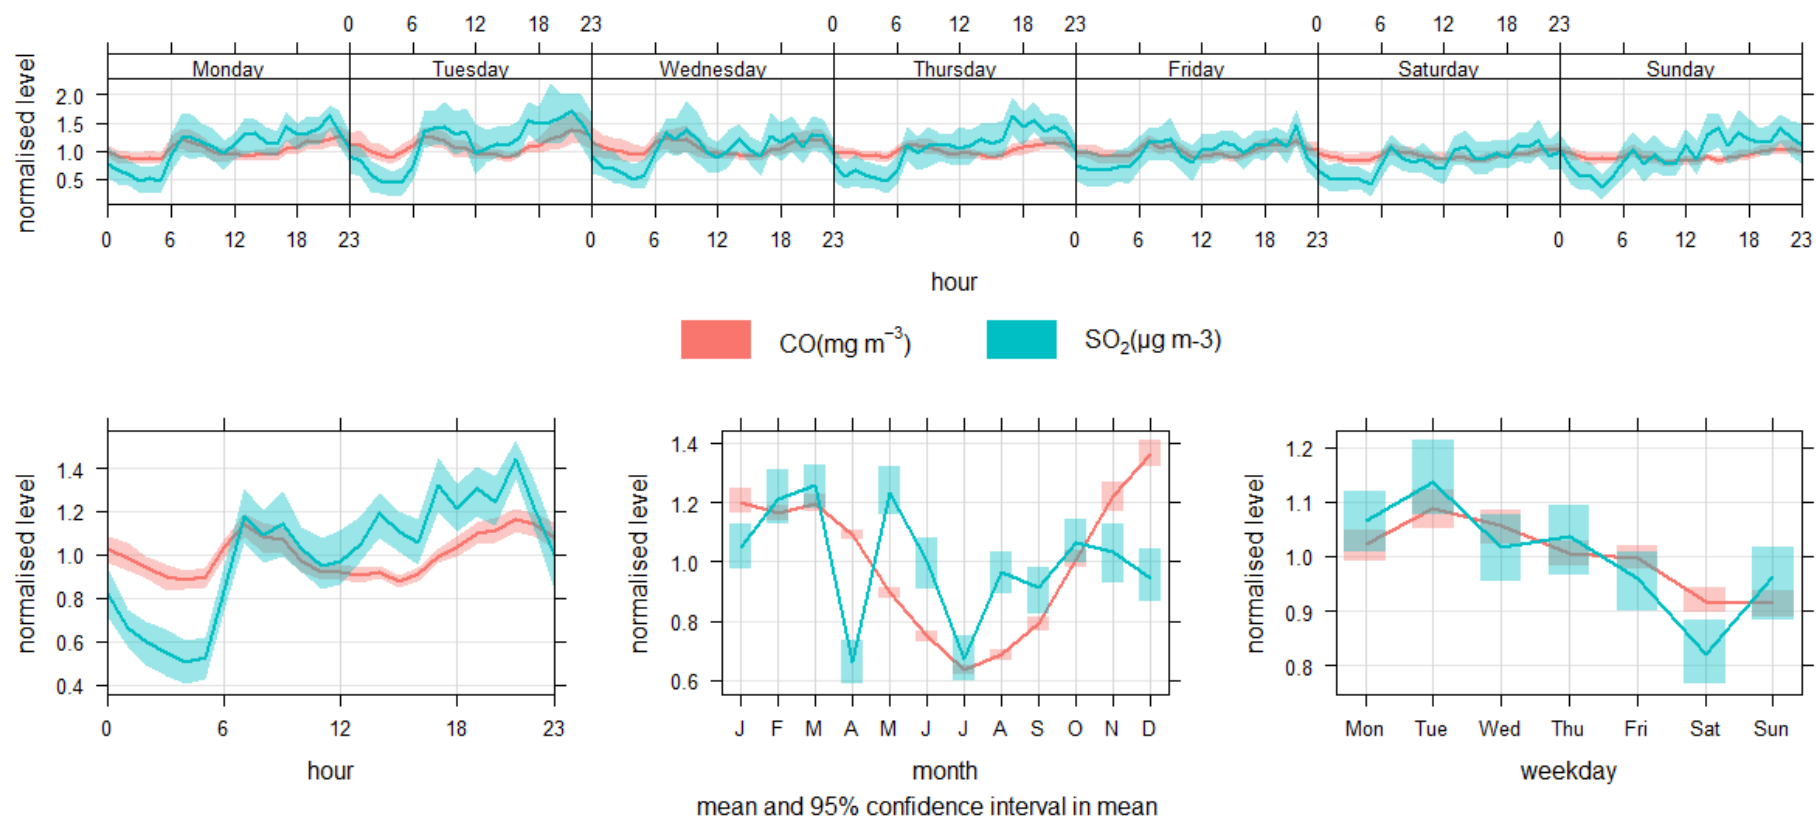 0 6 12 18 23 0 6 12 18 23 0 6 12 18 23
Monday Tuesday Wednesday Thursday Friday Saturday Sunday
normalised level
2.0
1.5
1.0
0.5
0 6 12 18 23 0 6 12 18 23 0 6 12 18 23 0 6 12 18 23
hour
CO(mg m⁻³) SO₂(µg m-3)
normalised level
1.4
1.2
1.0
0.8
0.6
0.4
0 6 12 18 23
hour
normalised level
1.4
1.2
1.0
0.8
0.6
J F M A M J J A S O N D
month
normalised level
1.2
1.1
1.0
0.9
0.8
Mon Tue Wed Thu Fri Sat Sun
weekday
mean and 95% confidence interval in mean